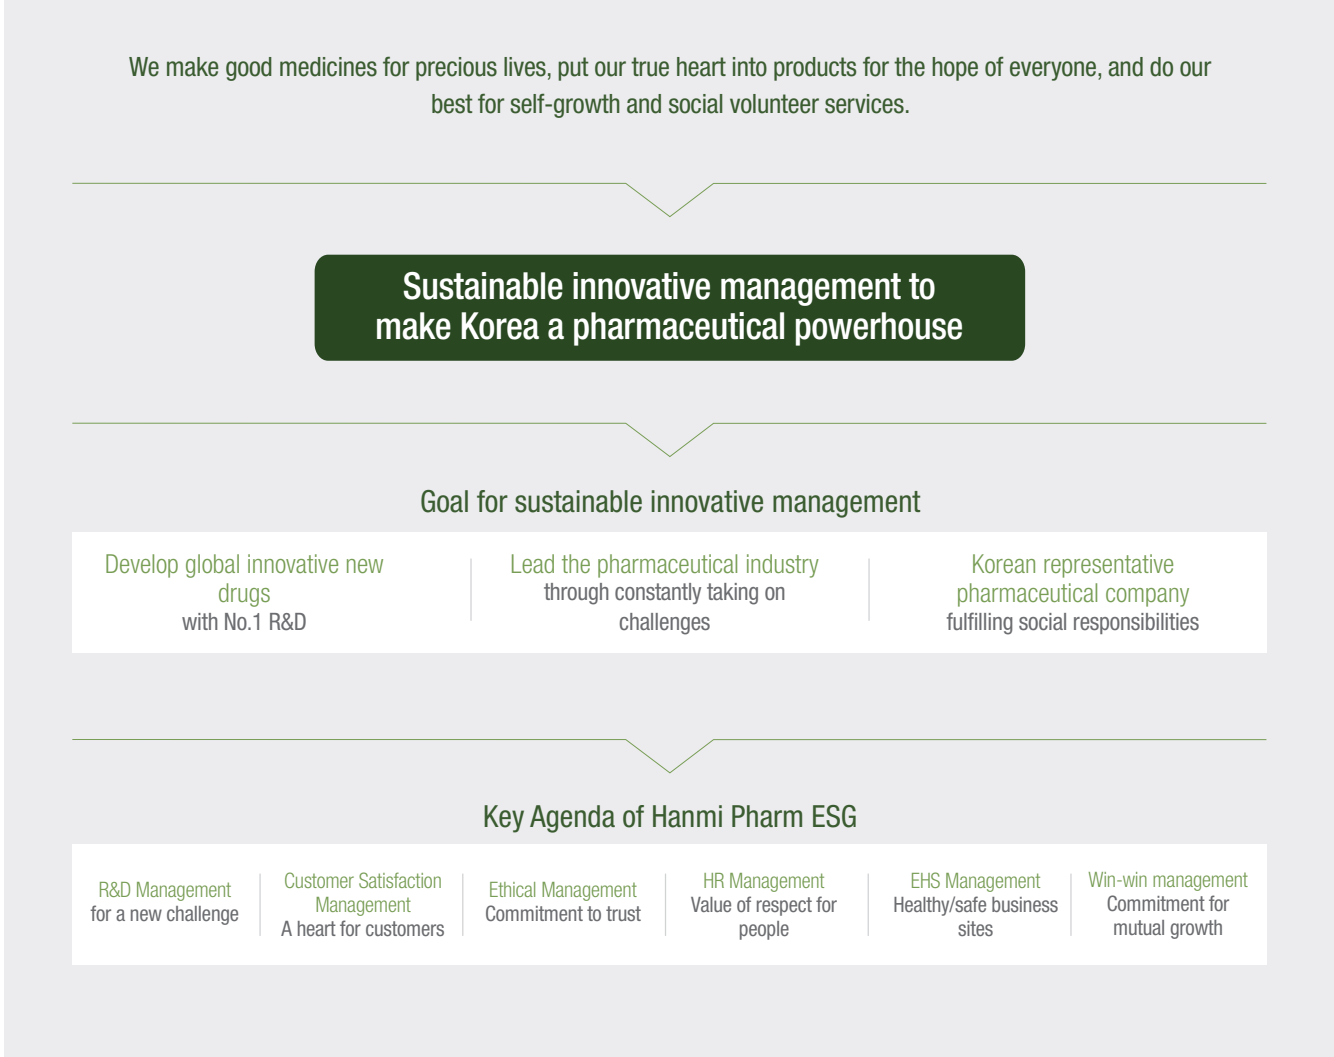 We make good medicines for precious lives, put our true heart into products for the hope of everyone, and do our
best for self-growth and social volunteer services.
Sustainable innovative management to
make Korea a pharmaceutical powerhouse
Goal for sustainable innovative management
Develop global innovative new
drugs
with No.1 R&D
Lead the pharmaceutical industry
through constantly taking on
challenges
Korean representative
pharmaceutical company
fulfilling social responsibilities
Key Agenda of Hanmi Pharm ESG
R&D Management
for a new challenge
Customer Satisfaction
Management
A heart for customers
Ethical Management
Commitment to trust
HR Management
Value of respect for
people
EHS Management
Healthy/safe business
sites
Win-win management
Commitment for
mutual growth